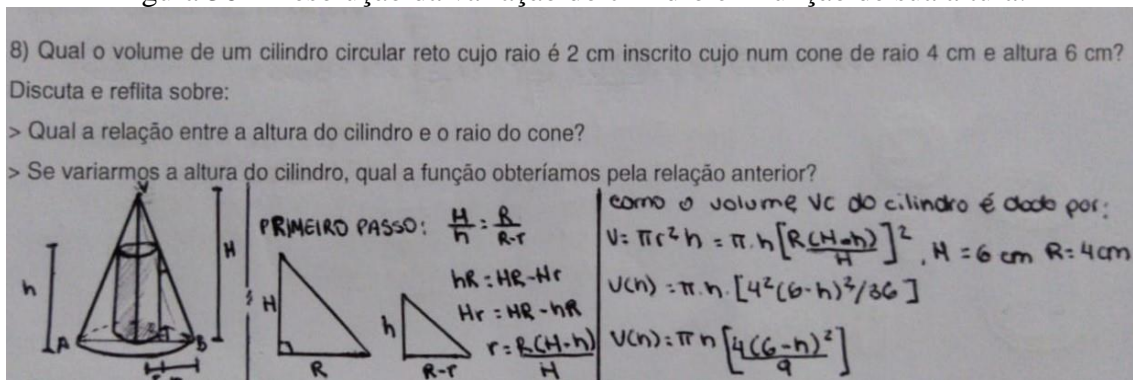 8) Qual o volume de um cilindro circular reto cujo raio é 2 cm inscrito cujo num cone de raio 4 cm e altura 6 cm?
Discuta e reflita sobre:
> Qual a relação entre a altura do cilindro e o raio do cone?
> Se variarmos a altura do cilindro, qual a função obteríamos pela relação anterior?
V
H
h
A
B
PRIMEIRO PASSO: H/h = R/R-r
hR = HR-Hr
Hr = HR-hR
r = R(H-h)/H
H
R
h
R-r
como o volume VC do cilindro é dado por:
V = πr²h = π.h[R(H-h)/H]², H = 6 cm R = 4cm
V(h) = π.h.[4²(6-h)²/36]
V(h) = πh[4(6-h)²/9]